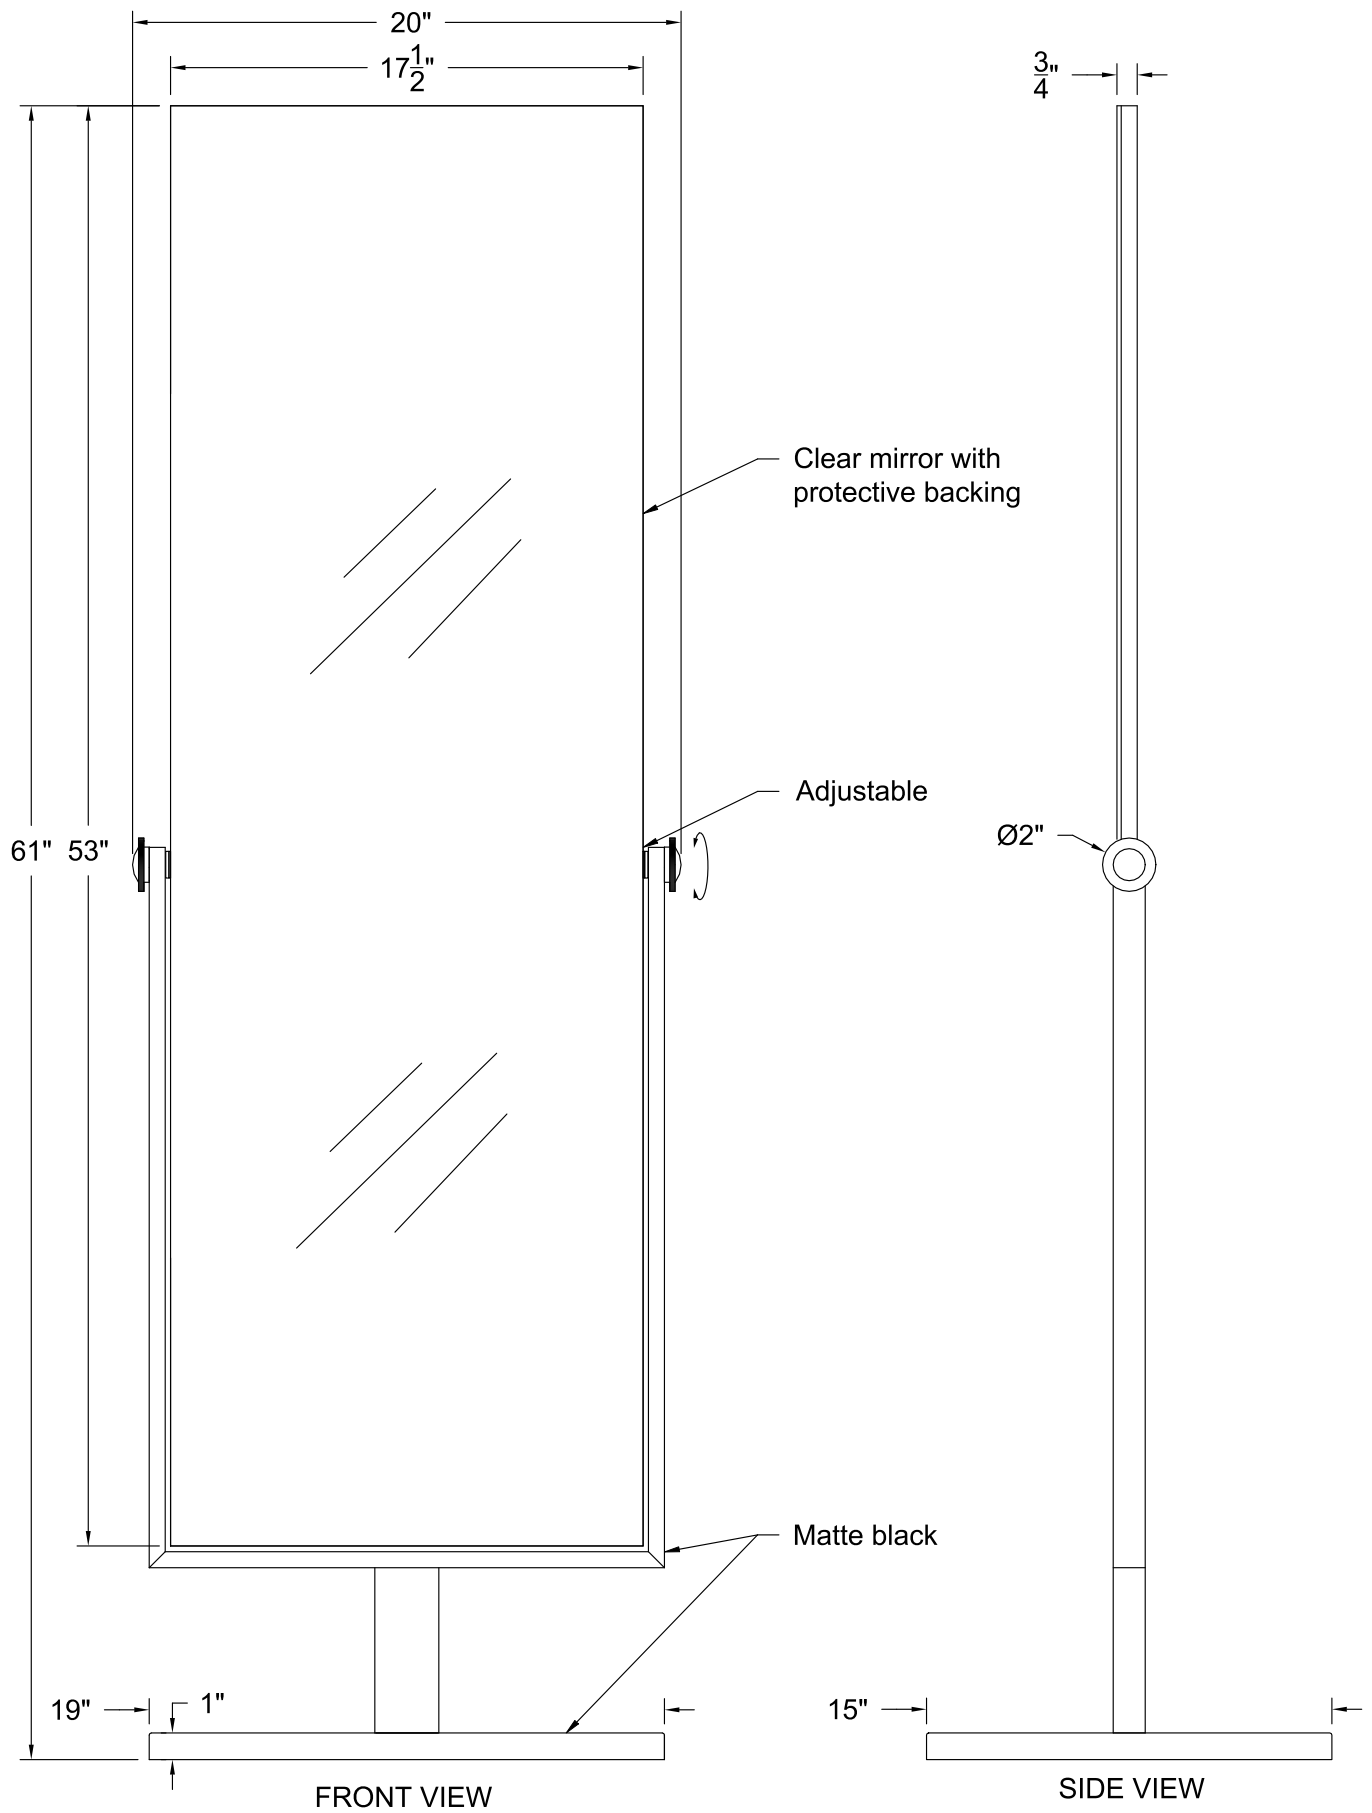 20"
17 1/2"
3/4"
Clear mirror with
protective backing
Adjustable
Ø2"
61" 53"
Matte black
19"
1"
15"
FRONT VIEW
SIDE VIEW